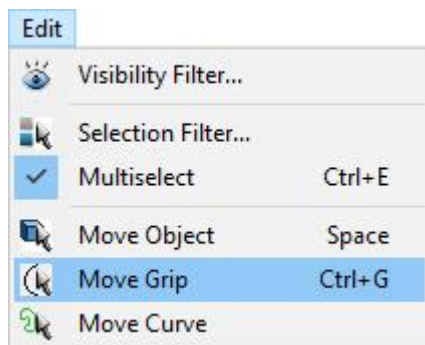 Edit
Visibility Filter...
Selection Filter...
Multiselect Ctrl+E
Move Object Space
Move Grip Ctrl+G
Move Curve